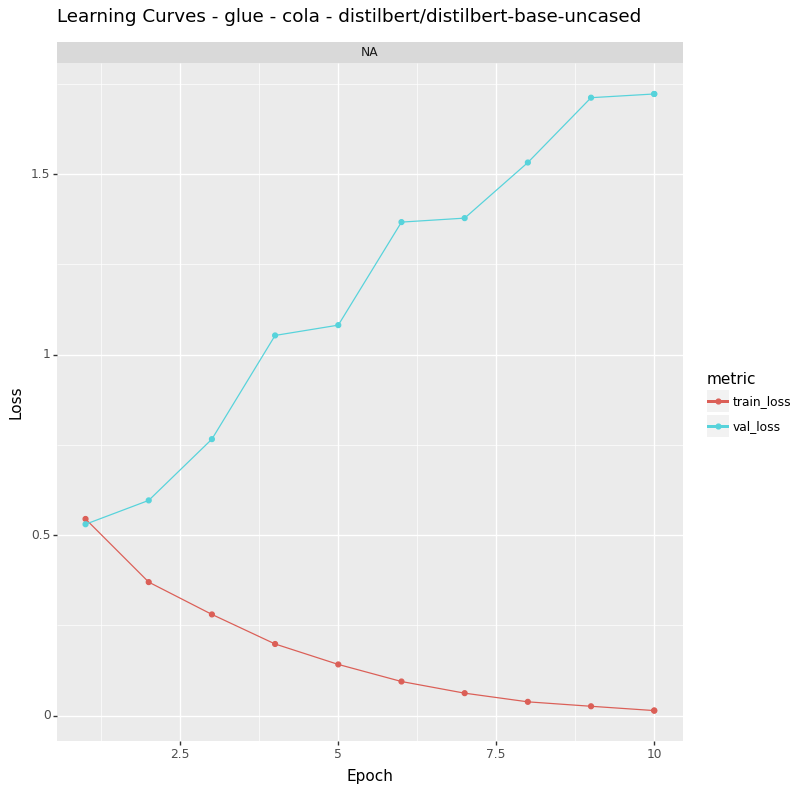 Learning Curves - glue - cola - distilbert/distilbert-base-uncased
NA
1.5
1
0.5
0
Loss
2.5
5
7.5
10
Epoch
metric
train_loss
val_loss